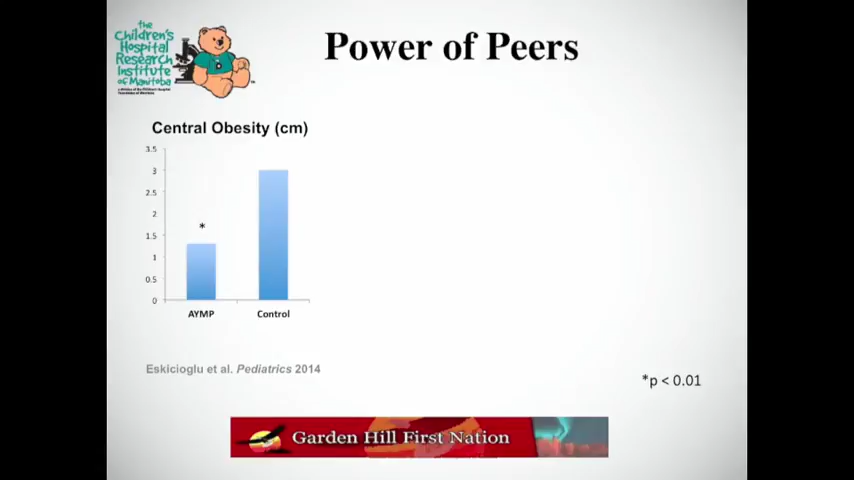 the
Children's
Hospital
Research
Institute
of Manitoba
Power of Peers
Central Obesity (cm)
3.5
3
2.5
2
1.5
1
0.5
0
*
AYMP Control
Eskicioglu et al. Pediatrics 2014
*p < 0.01
Garden Hill First Nation